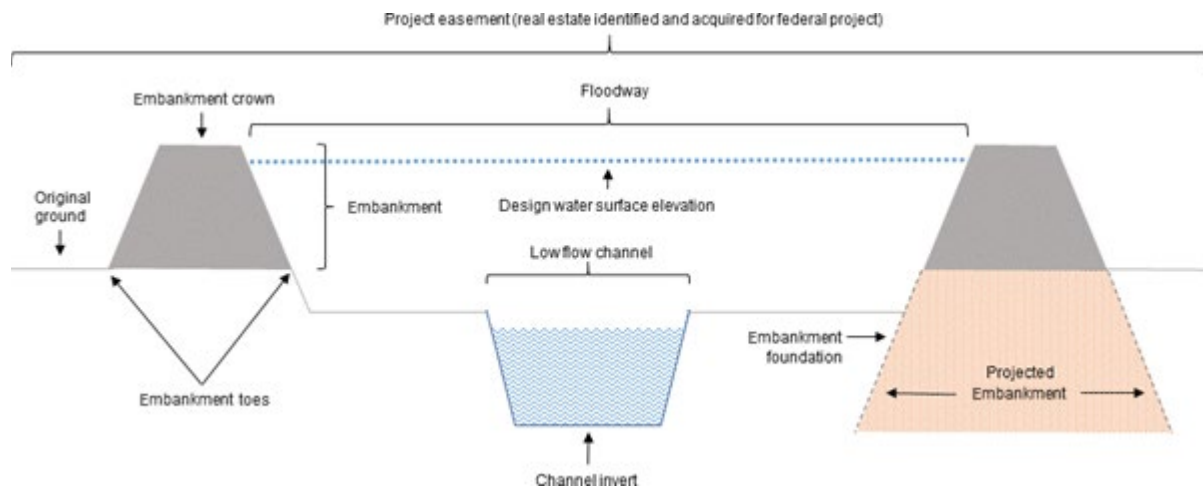 Project easement (real estate identified and acquired for federal project)
Floodway
Embankment crown
Original
ground
Embankment
Design water surface elevation
Low flow channel
Embankment
foundation
Projected
Embankment
Embankment toes
Channel invert